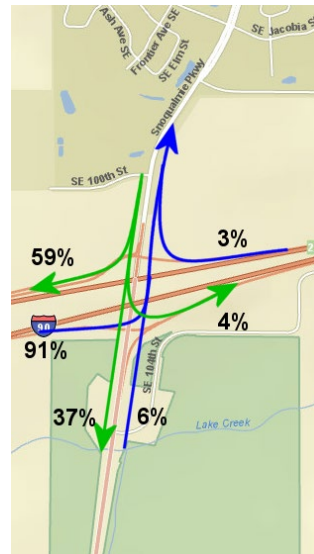 Ash Ave SE
Frontier Ave SE
SE Elm St
SE Jacobia S
Snoqualmie Pkwy
SE 100th St
59%
3%
90
91%
4%
SE 104th St
37%
6%
Lake Creek